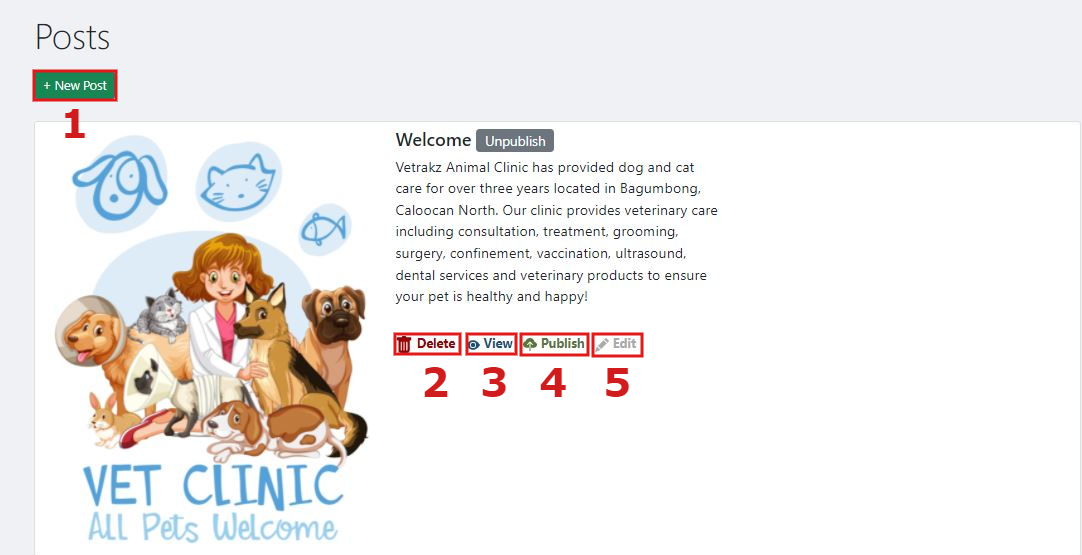 Posts
+ New Post
1
Welcome Unpublish
Vetrakz Animal Clinic has provided dog and cat
care for over three years located in Bagumbong,
Caloocan North. Our clinic provides veterinary care
including consultation, treatment, grooming,
surgery, confinement, vaccination, ultrasound,
dental services and veterinary products to ensure
your pet is healthy and happy!
Delete View Publish Edit
2 3 4 5
VET CLINIC
All Pets Welcome